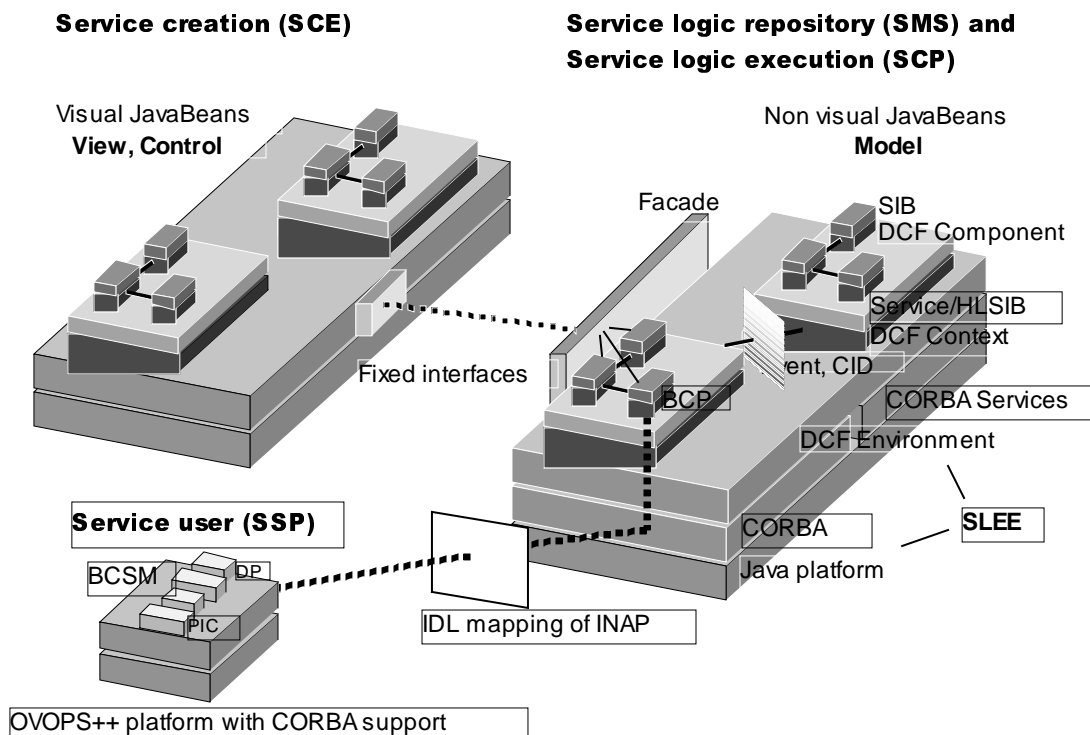 Service creation (SCE)
Service logic repository (SMS) and
Service logic execution (SCP)
Visual JavaBeans
View, Control
Non visual JavaBeans
Model
Facade
SIB
DCF Component
Service/HLSIB
DCF Context
Fixed interfaces
vent, CID
BCP
CORBA Services
DCF Environment
Service user (SSP)
CORBA
SLEE
BCSM
DP
Java platform
PIC
IDL mapping of INAP
OVOPS++ platform with CORBA support